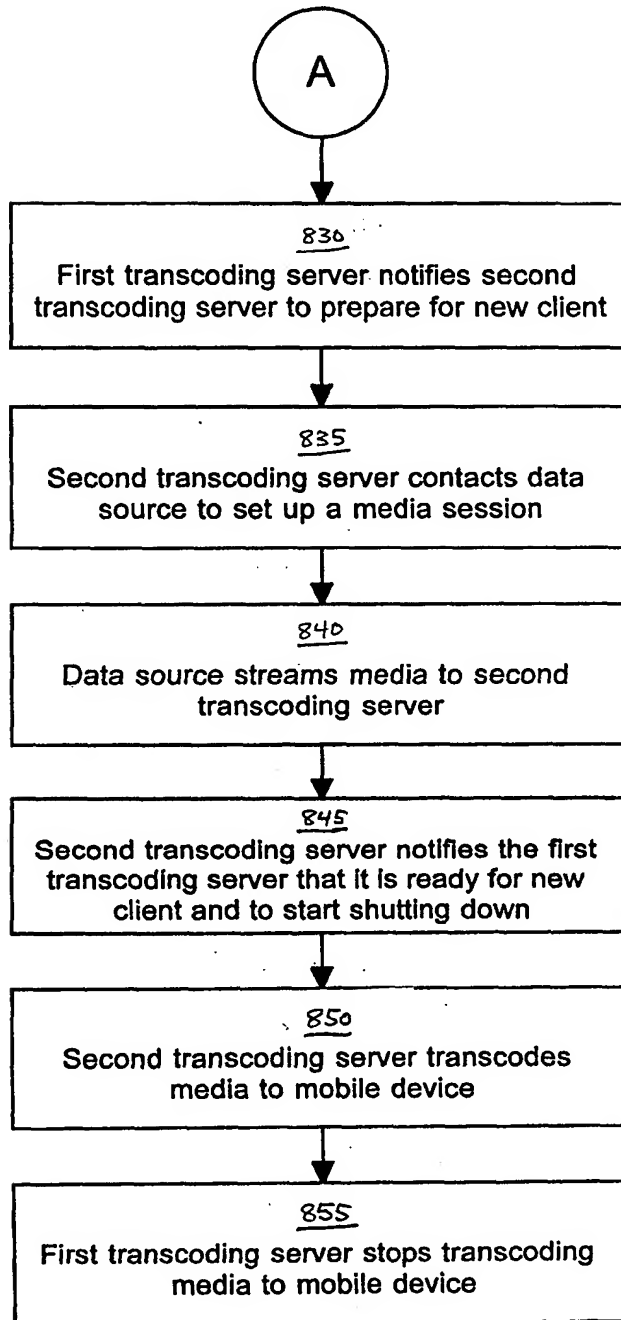 A
830
First transcoding server notifies second
transcoding server to prepare for new client
835
Second transcoding server contacts data
source to set up a media session
840
Data source streams media to second
transcoding server
845
Second transcoding server notifies the first
transcoding server that it is ready for new
client and to start shutting down
850
Second transcoding server transcodes
media to mobile device
855
First transcoding server stops transcoding
media to mobile device